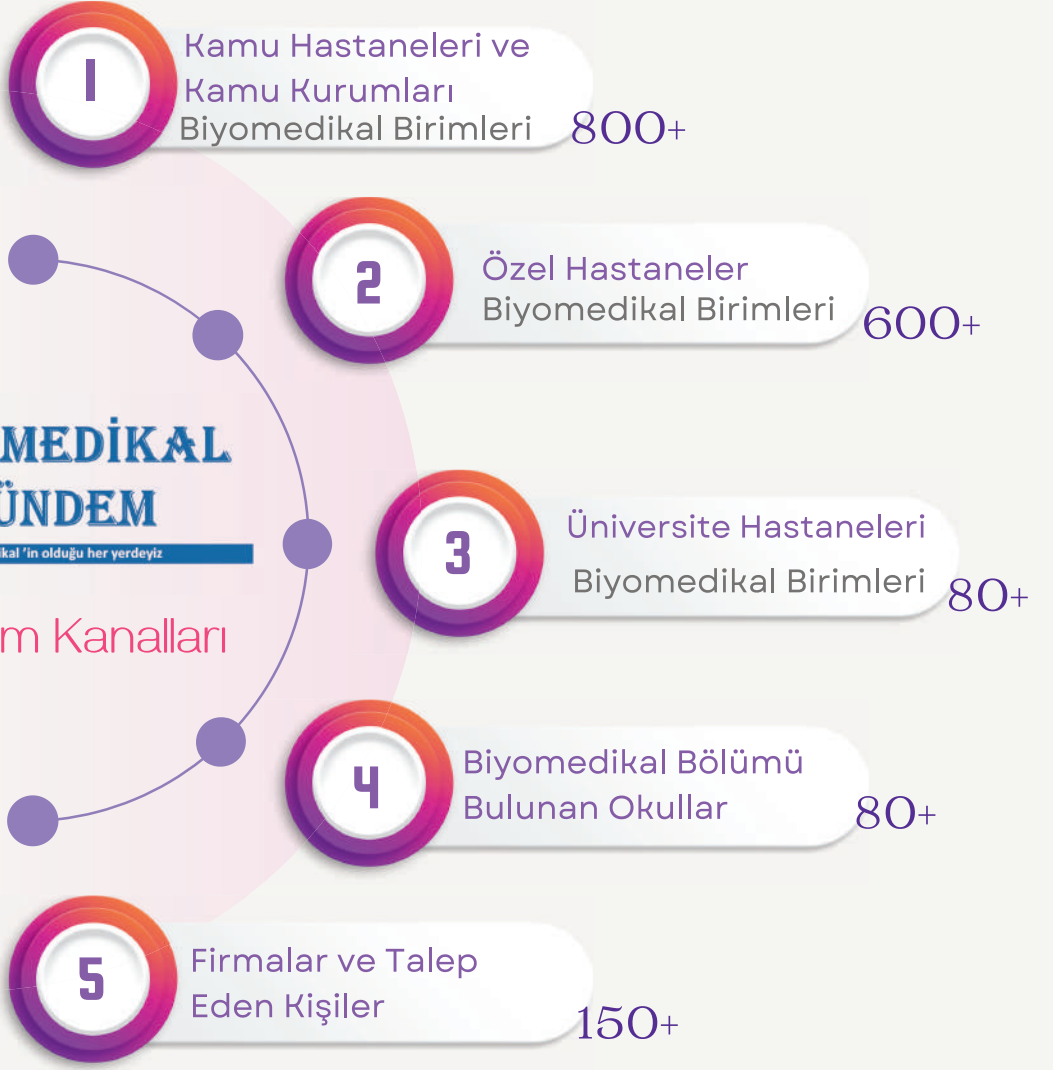 1
Kamu Hastaneleri ve
Kamu Kurumları
Biyomedikal Birimleri
800+
2
Özel Hastaneler
Biyomedikal Birimleri
600+
MEDİKAL
ÜNDEM
ikal 'in olduğu her yerdeyiz
m Kanalları
3
Üniversite Hastaneleri
Biyomedikal Birimleri
80+
4
Biyomedikal Bölümü
Bulunan Okullar
80+
5
Firmalar ve Talep
Eden Kişiler
150+